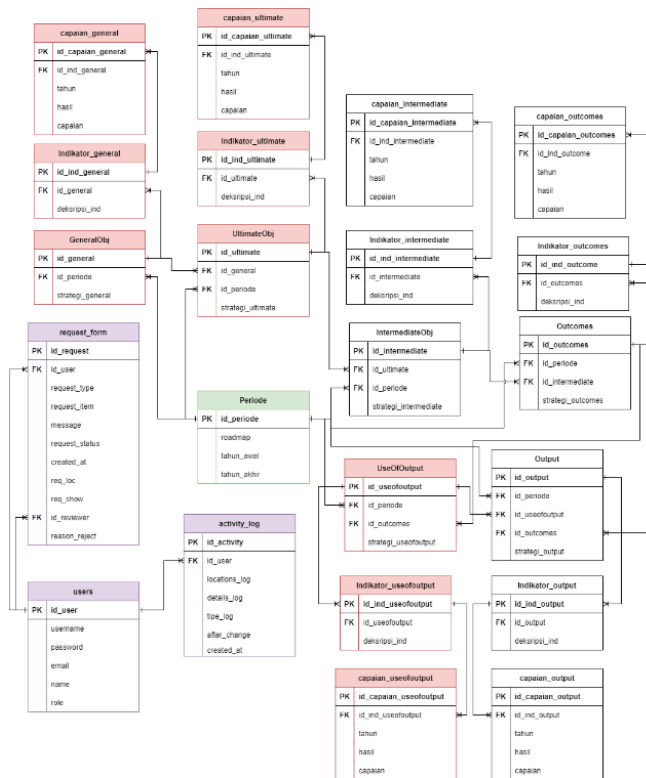 capaian_general
PK id_capaian_general
FK id_ind_general
tahun
hasil
capaian
capaian_ultimate
PK id_capaian_ultimate
FK id_ind_ultimate
tahun
hasil
capaian
capaian_intermediate
PK id_capaian_intermediate
FK id_ind_intermediate
tahun
hasil
capaian
capaian_outcomes
PK id_capaian_outcomes
FK id_ind_outcome
tahun
hasil
capaian
Indikator_general
PK id_ind_general
FK id_general
deksripsi_ind
Indikator_ultimate
PK id_ind_ultimate
FK id_ultimate
deksripsi_ind
Indikator_intermediate
PK id_ind_intermediate
FK id_intermediate
deksripsi_ind
Indikator_outcomes
PK id_ind_outcome
FK id_outcomes
deksripsi_ind
GeneralObj
PK id_general
FK id_periode
strategi_general
UltimateObj
PK id_ultimate
FK id_general
FK id_periode
strategi_ultimate
IntermediateObj
PK id_intermediate
FK id_ultimate
FK id_periode
strategi_intermediate
Outcomes
PK id_outcomes
FK id_periode
FK id_intermediate
strategi_outcomes
request_form
PK id_request
FK id_user
request_type
request_item
message
request_status
created_at
req_loc
req_show
FK id_reviewer
reason_reject
Periode
PK id_periode
roadmap
tahun_awal
tahun_akhir
UseOfOutput
PK id_useofoutput
FK id_periode
FK id_outcomes
strategi_useofoutput
Output
PK id_output
FK id_periode
FK id_useofoutput
FK id_outcomes
strategi_output
activity_log
PK id_activity
FK id_user
locations_log
details_log
tipe_log
after_change
created_at
users
PK id_user
username
password
email
name
role
Indikator_useofoutput
PK id_ind_useofoutput
FK id_useofoutput
deksripsi_ind
Indikator_output
PK id_ind_output
FK id_output
deksripsi_ind
capaian_useofoutput
PK id_capaian_useofoutput
FK id_ind_useofoutput
tahun
hasil
capaian
capaian_output
PK id_capaian_output
FK id_ind_output
tahun
hasil
capaian